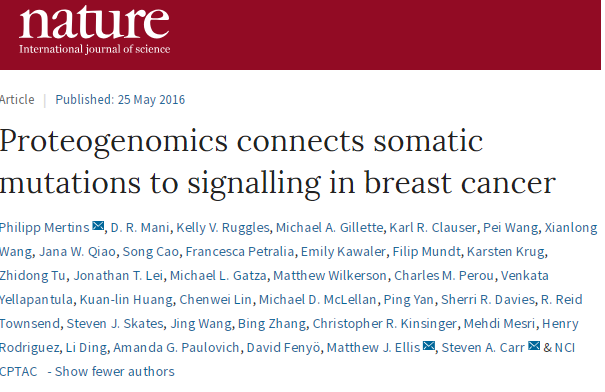 nature
International journal of science
Article | Published: 25 May 2016
Proteogenomics connects somatic
mutations to signalling in breast cancer
Philipp Mertins, D. R. Mani, Kelly V. Ruggles, Michael A. Gillette, Karl R. Clauser, Pei Wang, Xianlong
Wang, Jana W. Qiao, Song Cao, Francesca Petralia, Emily Kawaler, Filip Mundt, Karsten Krug,
Zhidong Tu, Jonathan T. Lei, Michael L. Gatza, Matthew Wilkerson, Charles M. Perou, Venkata
Yellapantula, Kuan-lin Huang, Chenwei Lin, Michael D. McLellan, Ping Yan, Sherri R. Davies, R. Reid
Townsend, Steven J. Skates, Jing Wang, Bing Zhang, Christopher R. Kinsinger, Mehdi Mesri, Henry
Rodriguez, Li Ding, Amanda G. Paulovich, David Fenyö, Matthew J. Ellis, Steven A. Carr & NCI
CPTAC - Show fewer authors